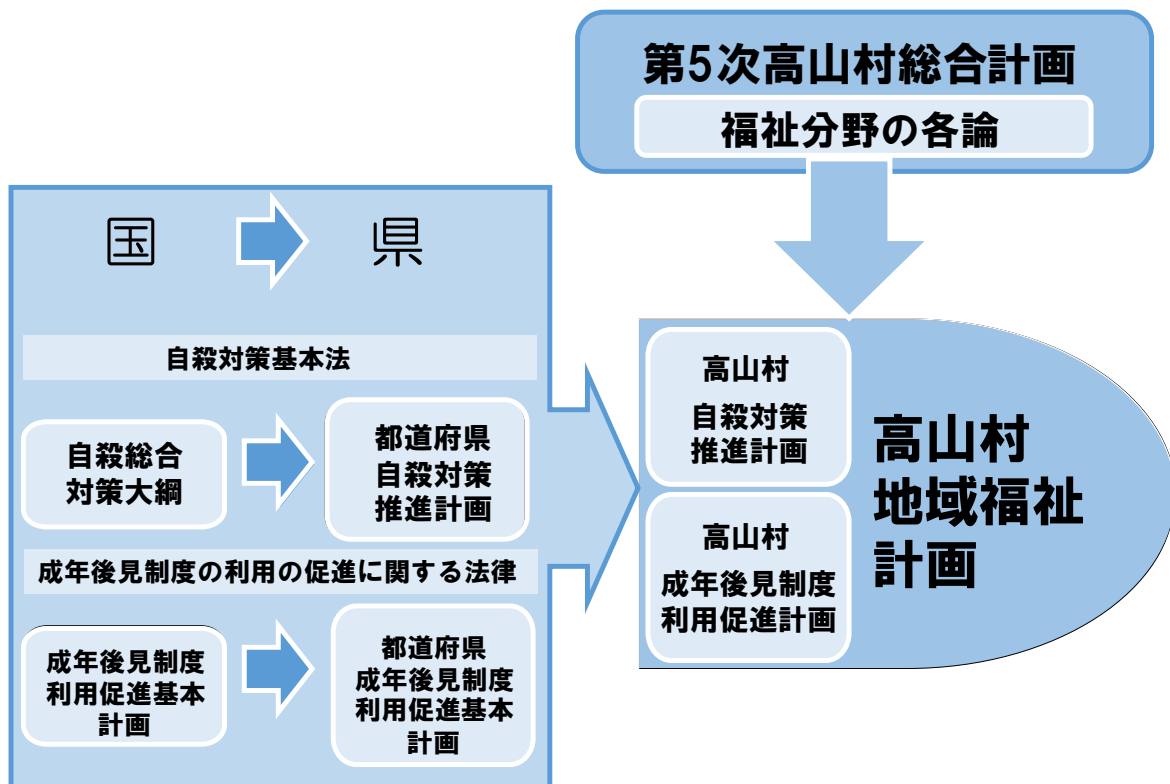 第5次高山村総合計画
福祉分野の各論
国
県
自殺対策基本法
自殺総合
対策大綱
都道府県
自殺対策
推進計画
成年後見制度の利用の促進に関する法律
成年後見制度
利用促進基本
計画
都道府県
成年後見制度
利用促進基本
計画
高山村
自殺対策
推進計画
高山村
成年後見制度
利用促進計画
高山村
地域福祉
計画